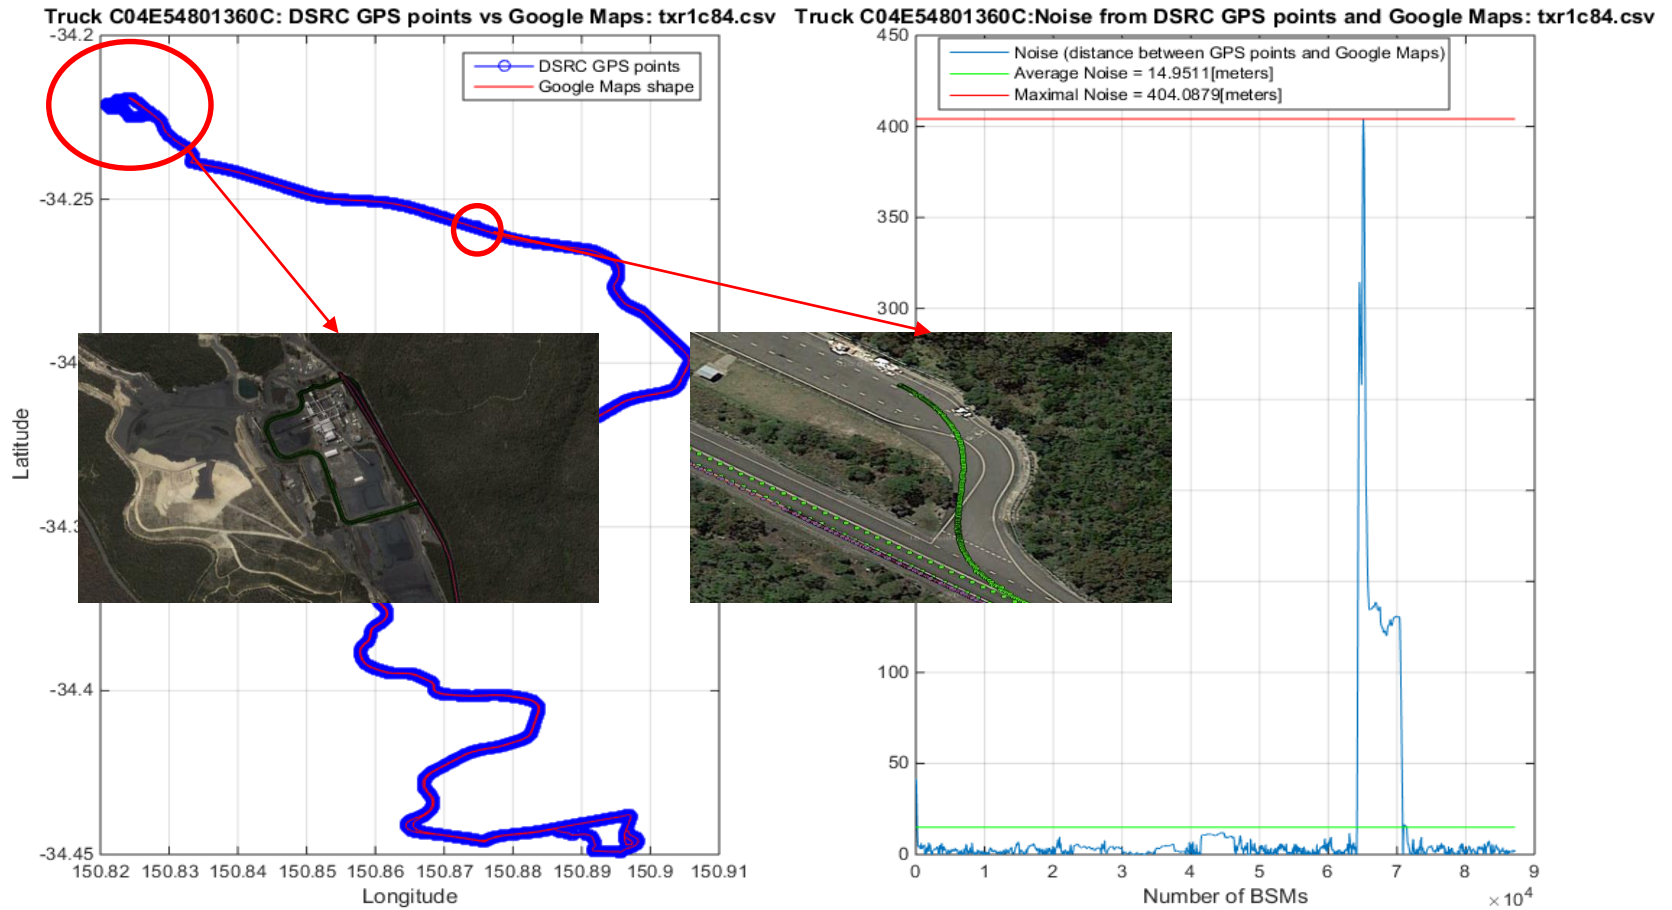 Truck C04E54801360C: DSRC GPS points vs Google Maps: txr1c84.csv
-34.2
-34.25
-34
-34.3
-34.4
-34.45
Latitude
150.82 150.83 150.84 150.85 150.86 150.87 150.88 150.89 150.9 150.91
Longitude
DSRC GPS points
Google Maps shape
Truck C04E54801360C:Noise from DSRC GPS points and Google Maps: txr1c84.csv
450
400
350
300
100
50
0
0 1 2 3 4 5 6 7 8 9
×10⁴
Number of BSMs
Noise (distance between GPS points and Google Maps)
Average Noise = 14.9511[meters]
Maximal Noise = 404.0879[meters]